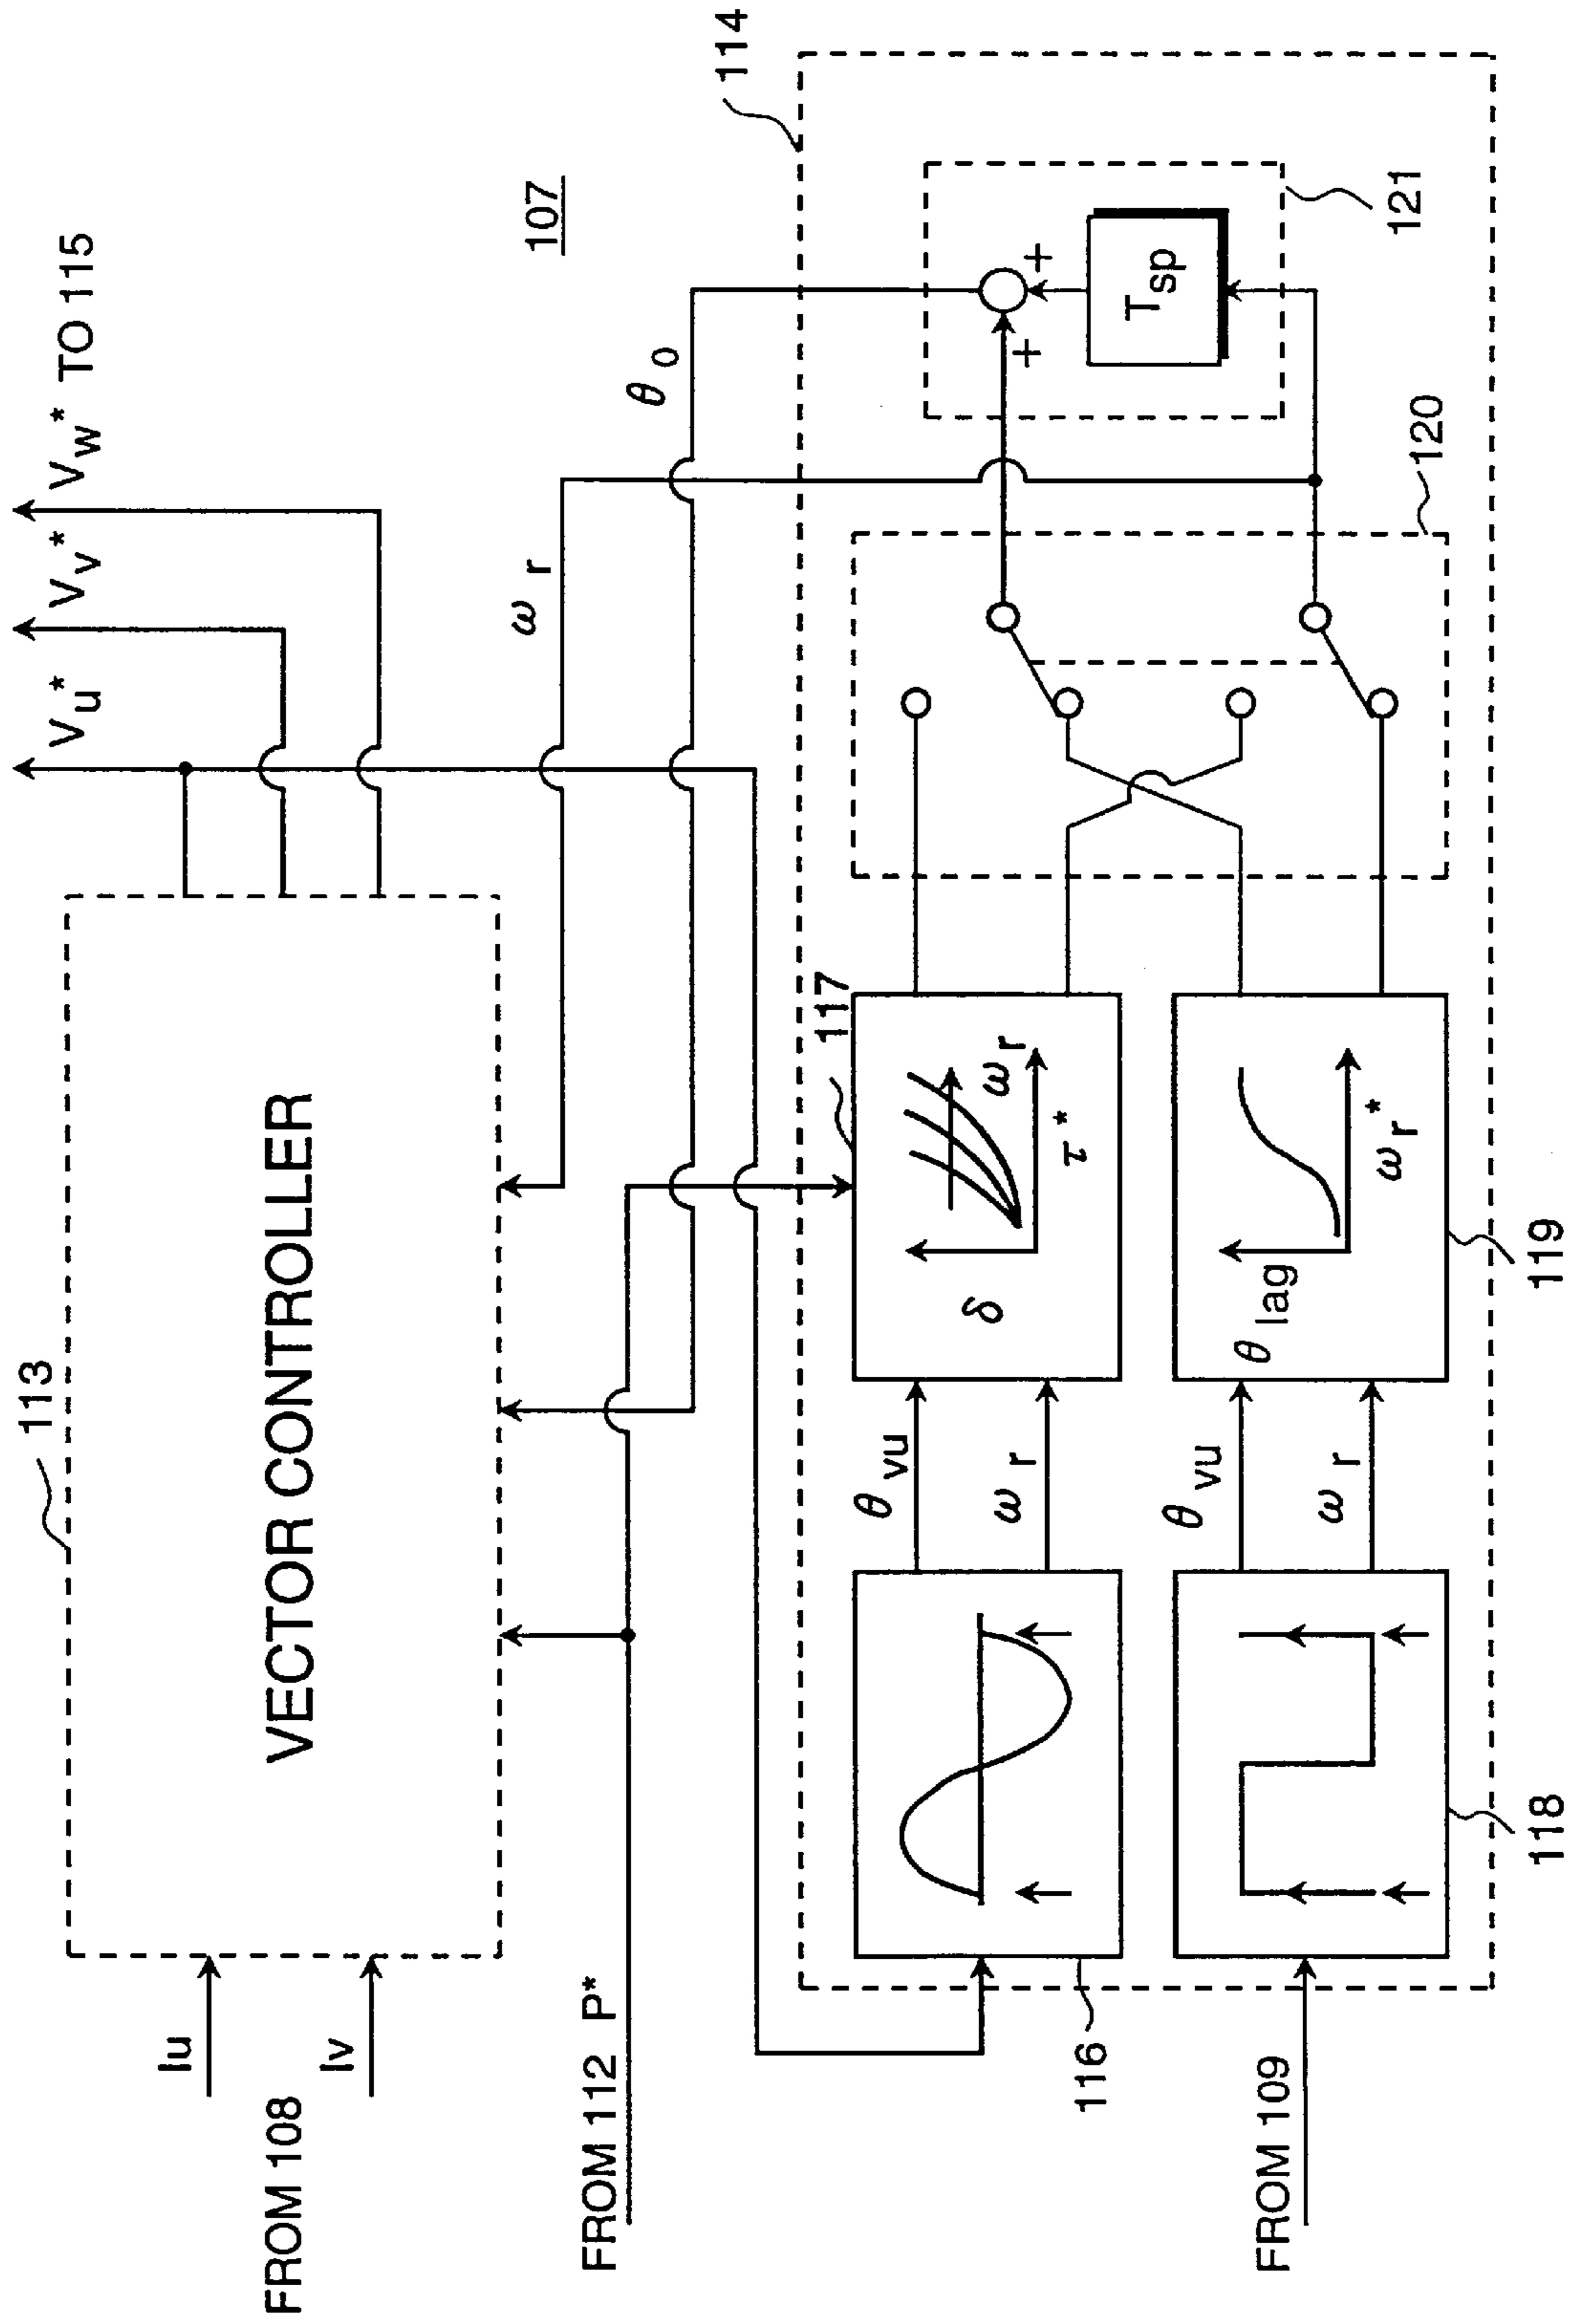 113
VECTOR CONTROLLER
Vu* Vv* Vw* TO 115
Iu
FROM 108
Iv
ωr
107
θo
FROM 112 P*
114
116
θvu
ωr
117
δ
ωr
τ*
Tsp
+
+
121
120
FROM 109
118
θvu
ωr
θlag
ωr*
119